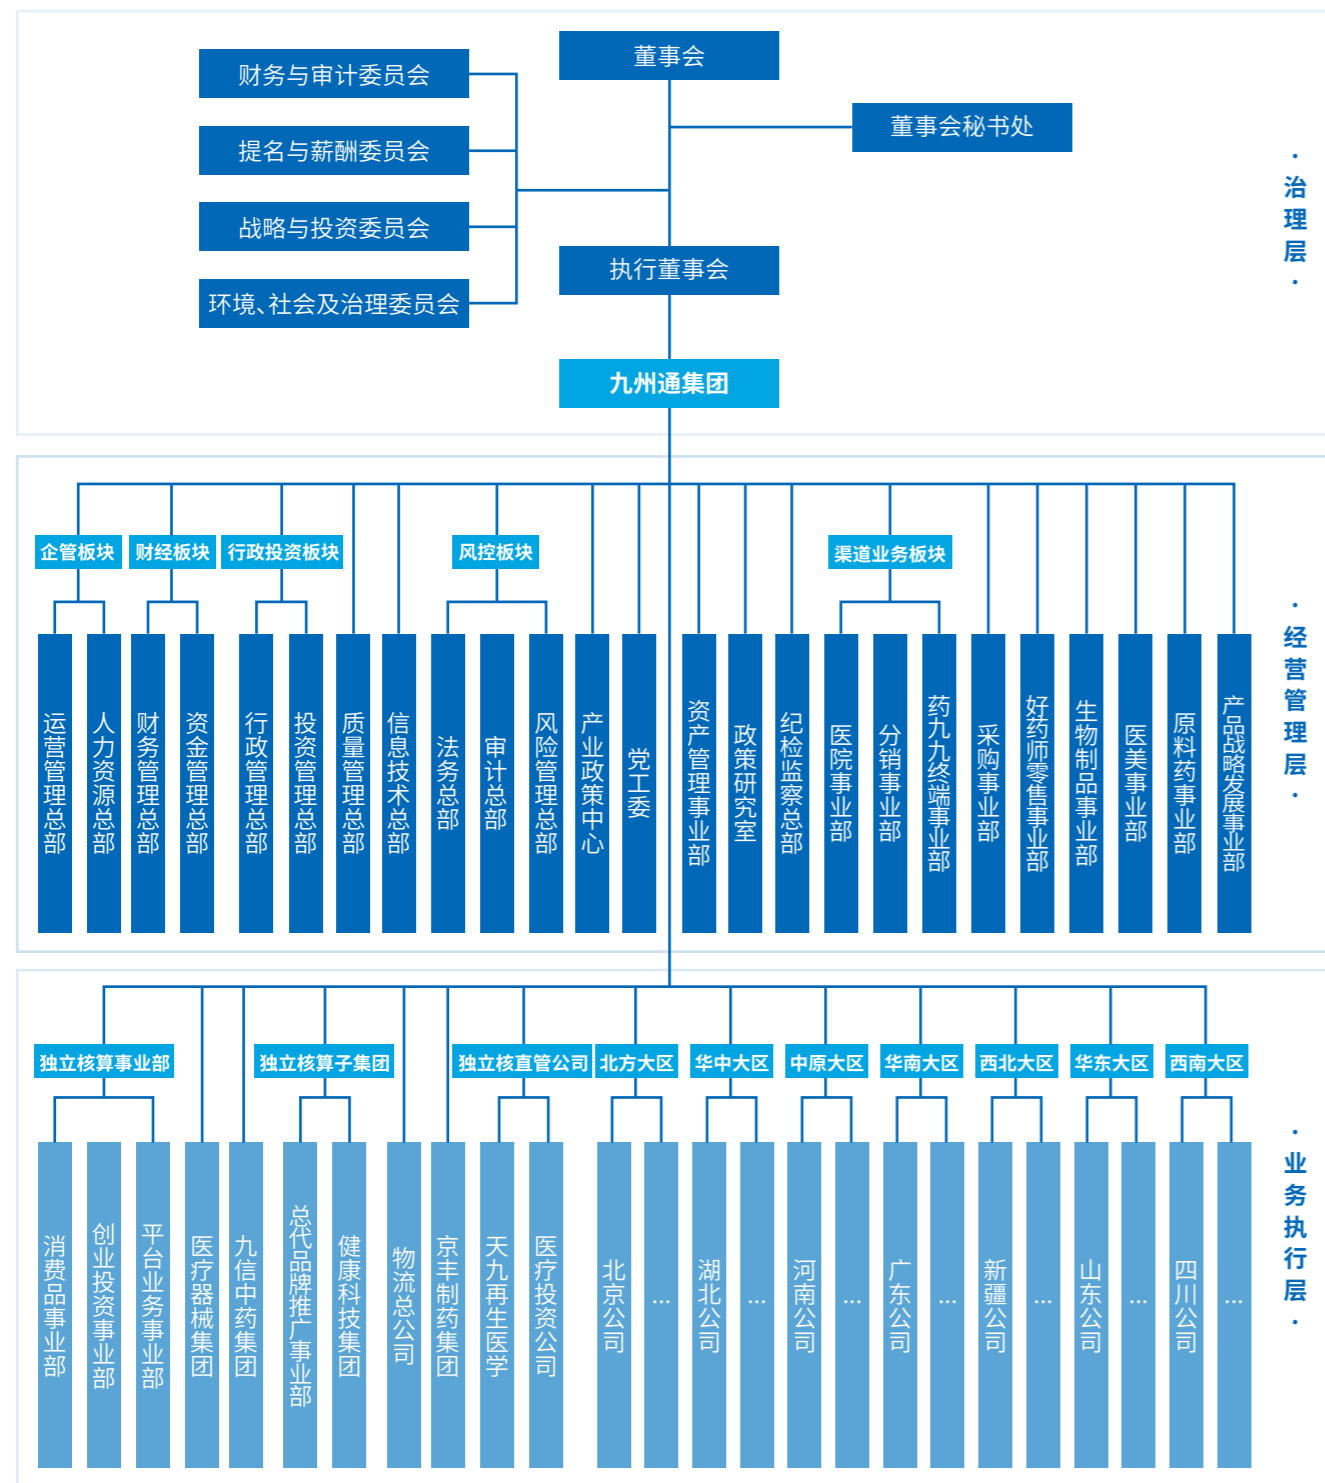 董事会
财务与审计委员会
董事会秘书处
提名与薪酬委员会
战略与投资委员会
执行董事会
环境、社会及治理委员会
九州通集团
·治理层·
企管板块
财经板块
行政投资板块
风控板块
渠道业务板块
运营管理总部
人力资源总部
财务管理总部
资金管理总部
行政管理总部
投资管理总部
质量管理总部
信息技术总部
法务总部
审计总部
风险管理总部
产业政策中心
党工委
资产管理事业部
政策研究室
纪检监察总部
医院事业部
分销事业部
药九九终端事业部
采购事业部
好药师零售事业部
生物制品事业部
医美事业部
原料药事业部
产品战略发展事业部
·经营管理层·
独立核算事业部
独立核算子集团
独立核直管公司
北方大区
华中大区
中原大区
华南大区
西北大区
华东大区
西南大区
消费品事业部
创业投资事业部
平台业务事业部
医疗器械集团
九信中药集团
总代品牌推广事业部
健康科技集团
物流总公司
京丰制药集团
天九再生医学
医疗投资公司
北京公司
...
湖北公司
...
河南公司
...
广东公司
...
新疆公司
...
山东公司
...
四川公司
...
·业务执行层·